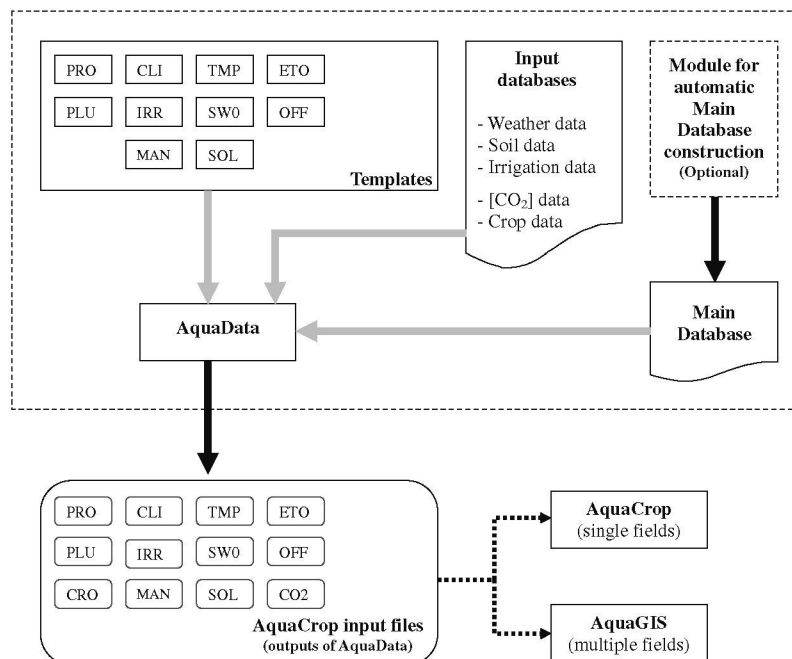 PRO CLI TMP ETO
PLU IRR SW0 OFF
MAN SOL
Templates
Input
databases
- Weather data
- Soil data
- Irrigation data
- [CO₂] data
- Crop data
Module for
automatic
Main
Database
construction
(Optional)
AquaData
Main
Database
PRO CLI TMP ETO
PLU IRR SW0 OFF
CRO MAN SOL CO2
AquaCrop input files
(outputs of AquaData)
AquaCrop
(single fields)
AquaGIS
(multiple fields)